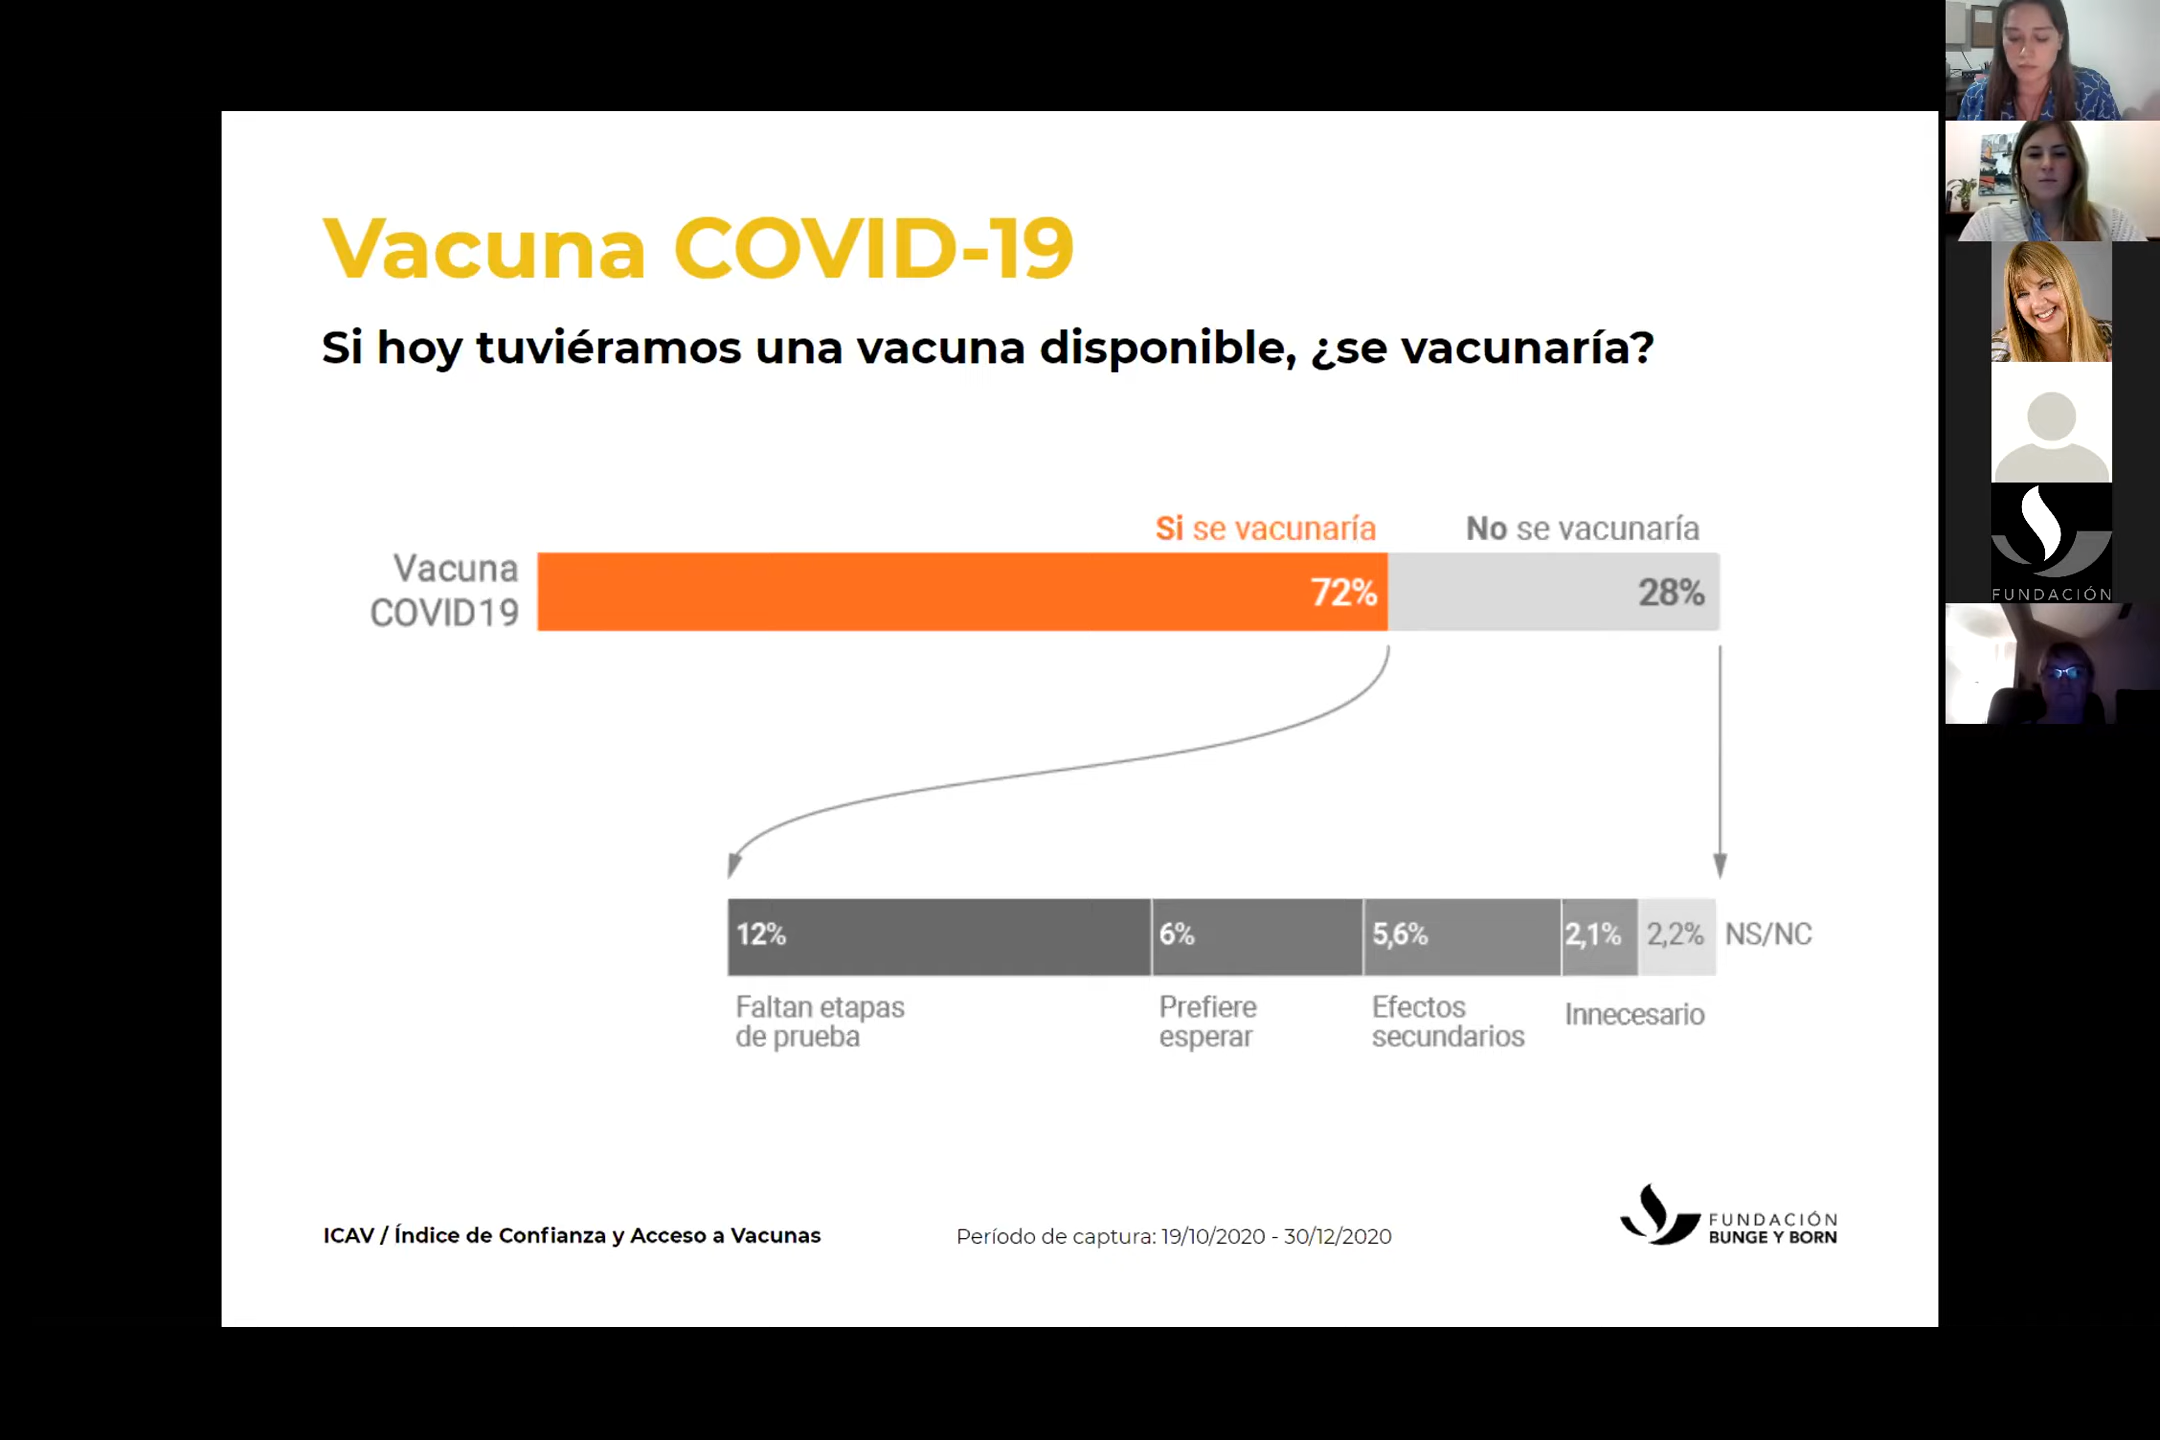 Vacuna COVID-19
Si hoy tuviéramos una vacuna disponible, ¿se vacunaría?
Si se vacunaría
No se vacunaría
Vacuna
COVID19
72%
28%
12%
6%
5,6%
2,1%
2,2%
NS/NC
Faltan etapas
de prueba
Prefiere
esperar
Efectos
secundarios
Innecesario
ICAV / Índice de Confianza y Acceso a Vacunas
Período de captura: 19/10/2020 - 30/12/2020
FUNDACIÓN
BUNGE Y BORN
FUNDACIÓN